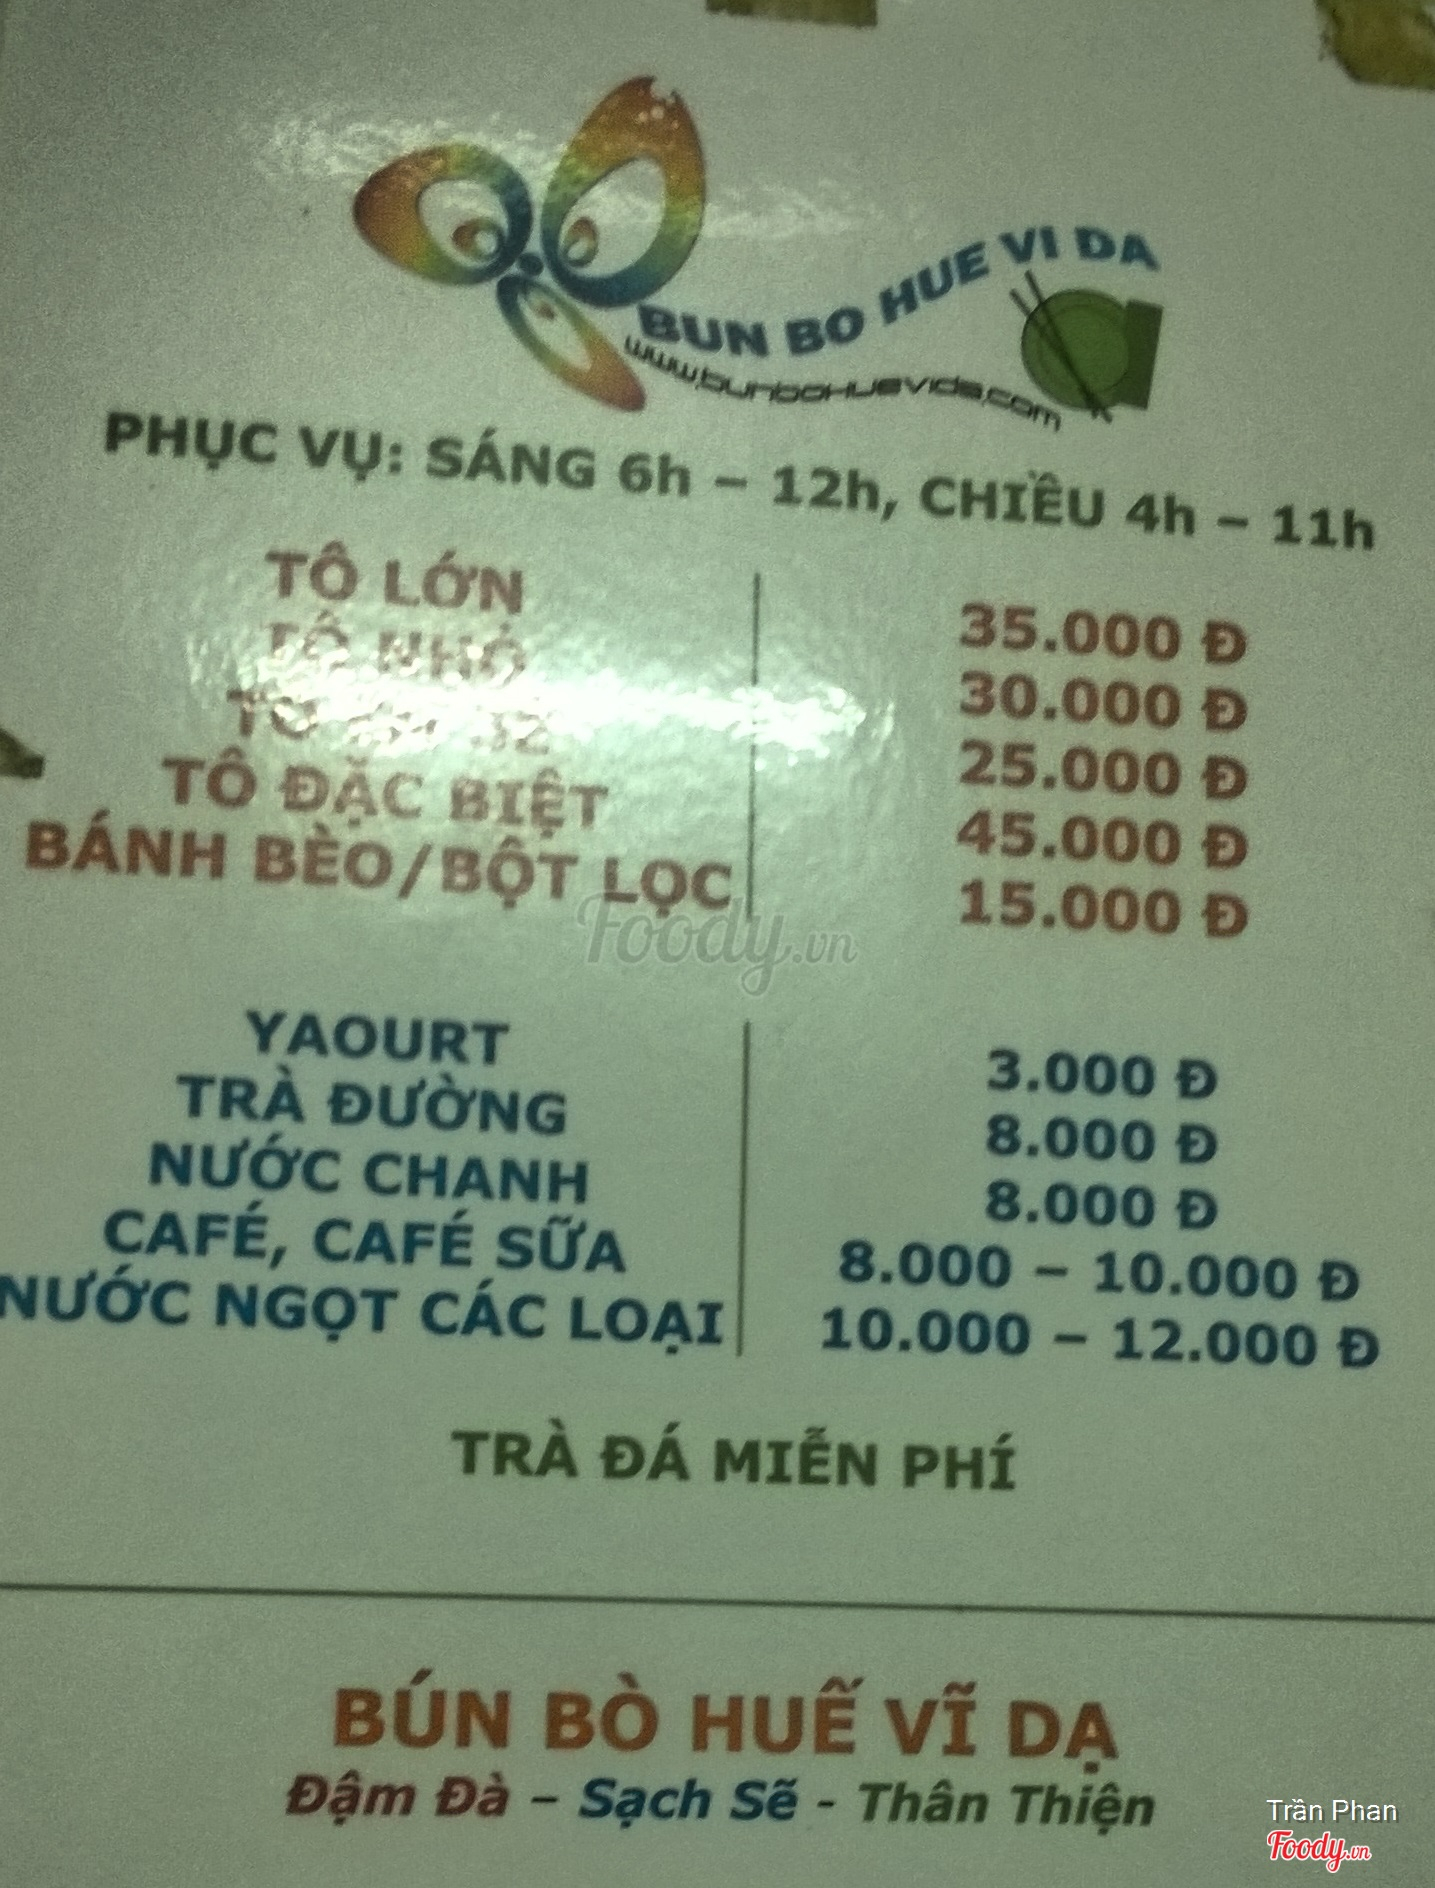 BUN BO HUE VI DA
www.bunbohuevida.com
PHỤC VỤ: SÁNG 6h – 12h, CHIỀU 4h – 11h
TÔ LỚN 35.000 Đ
TÔ NHỎ 30.000 Đ
TÔ 25.000 Đ
TÔ ĐẶC BIỆT 45.000 Đ
BÁNH BÈO/BỘT LỌC 15.000 Đ
Foody.vn
YAOURT 3.000 Đ
TRÀ ĐƯỜNG 8.000 Đ
NƯỚC CHANH 8.000 Đ
CAFÉ, CAFÉ SỮA 8.000 – 10.000 Đ
NƯỚC NGỌT CÁC LOẠI 10.000 – 12.000 Đ
TRÀ ĐÁ MIỄN PHÍ
BÚN BÒ HUẾ VĨ DẠ
Đậm Đà – Sạch Sẽ - Thân Thiện
Trần Phan
Foody.vn